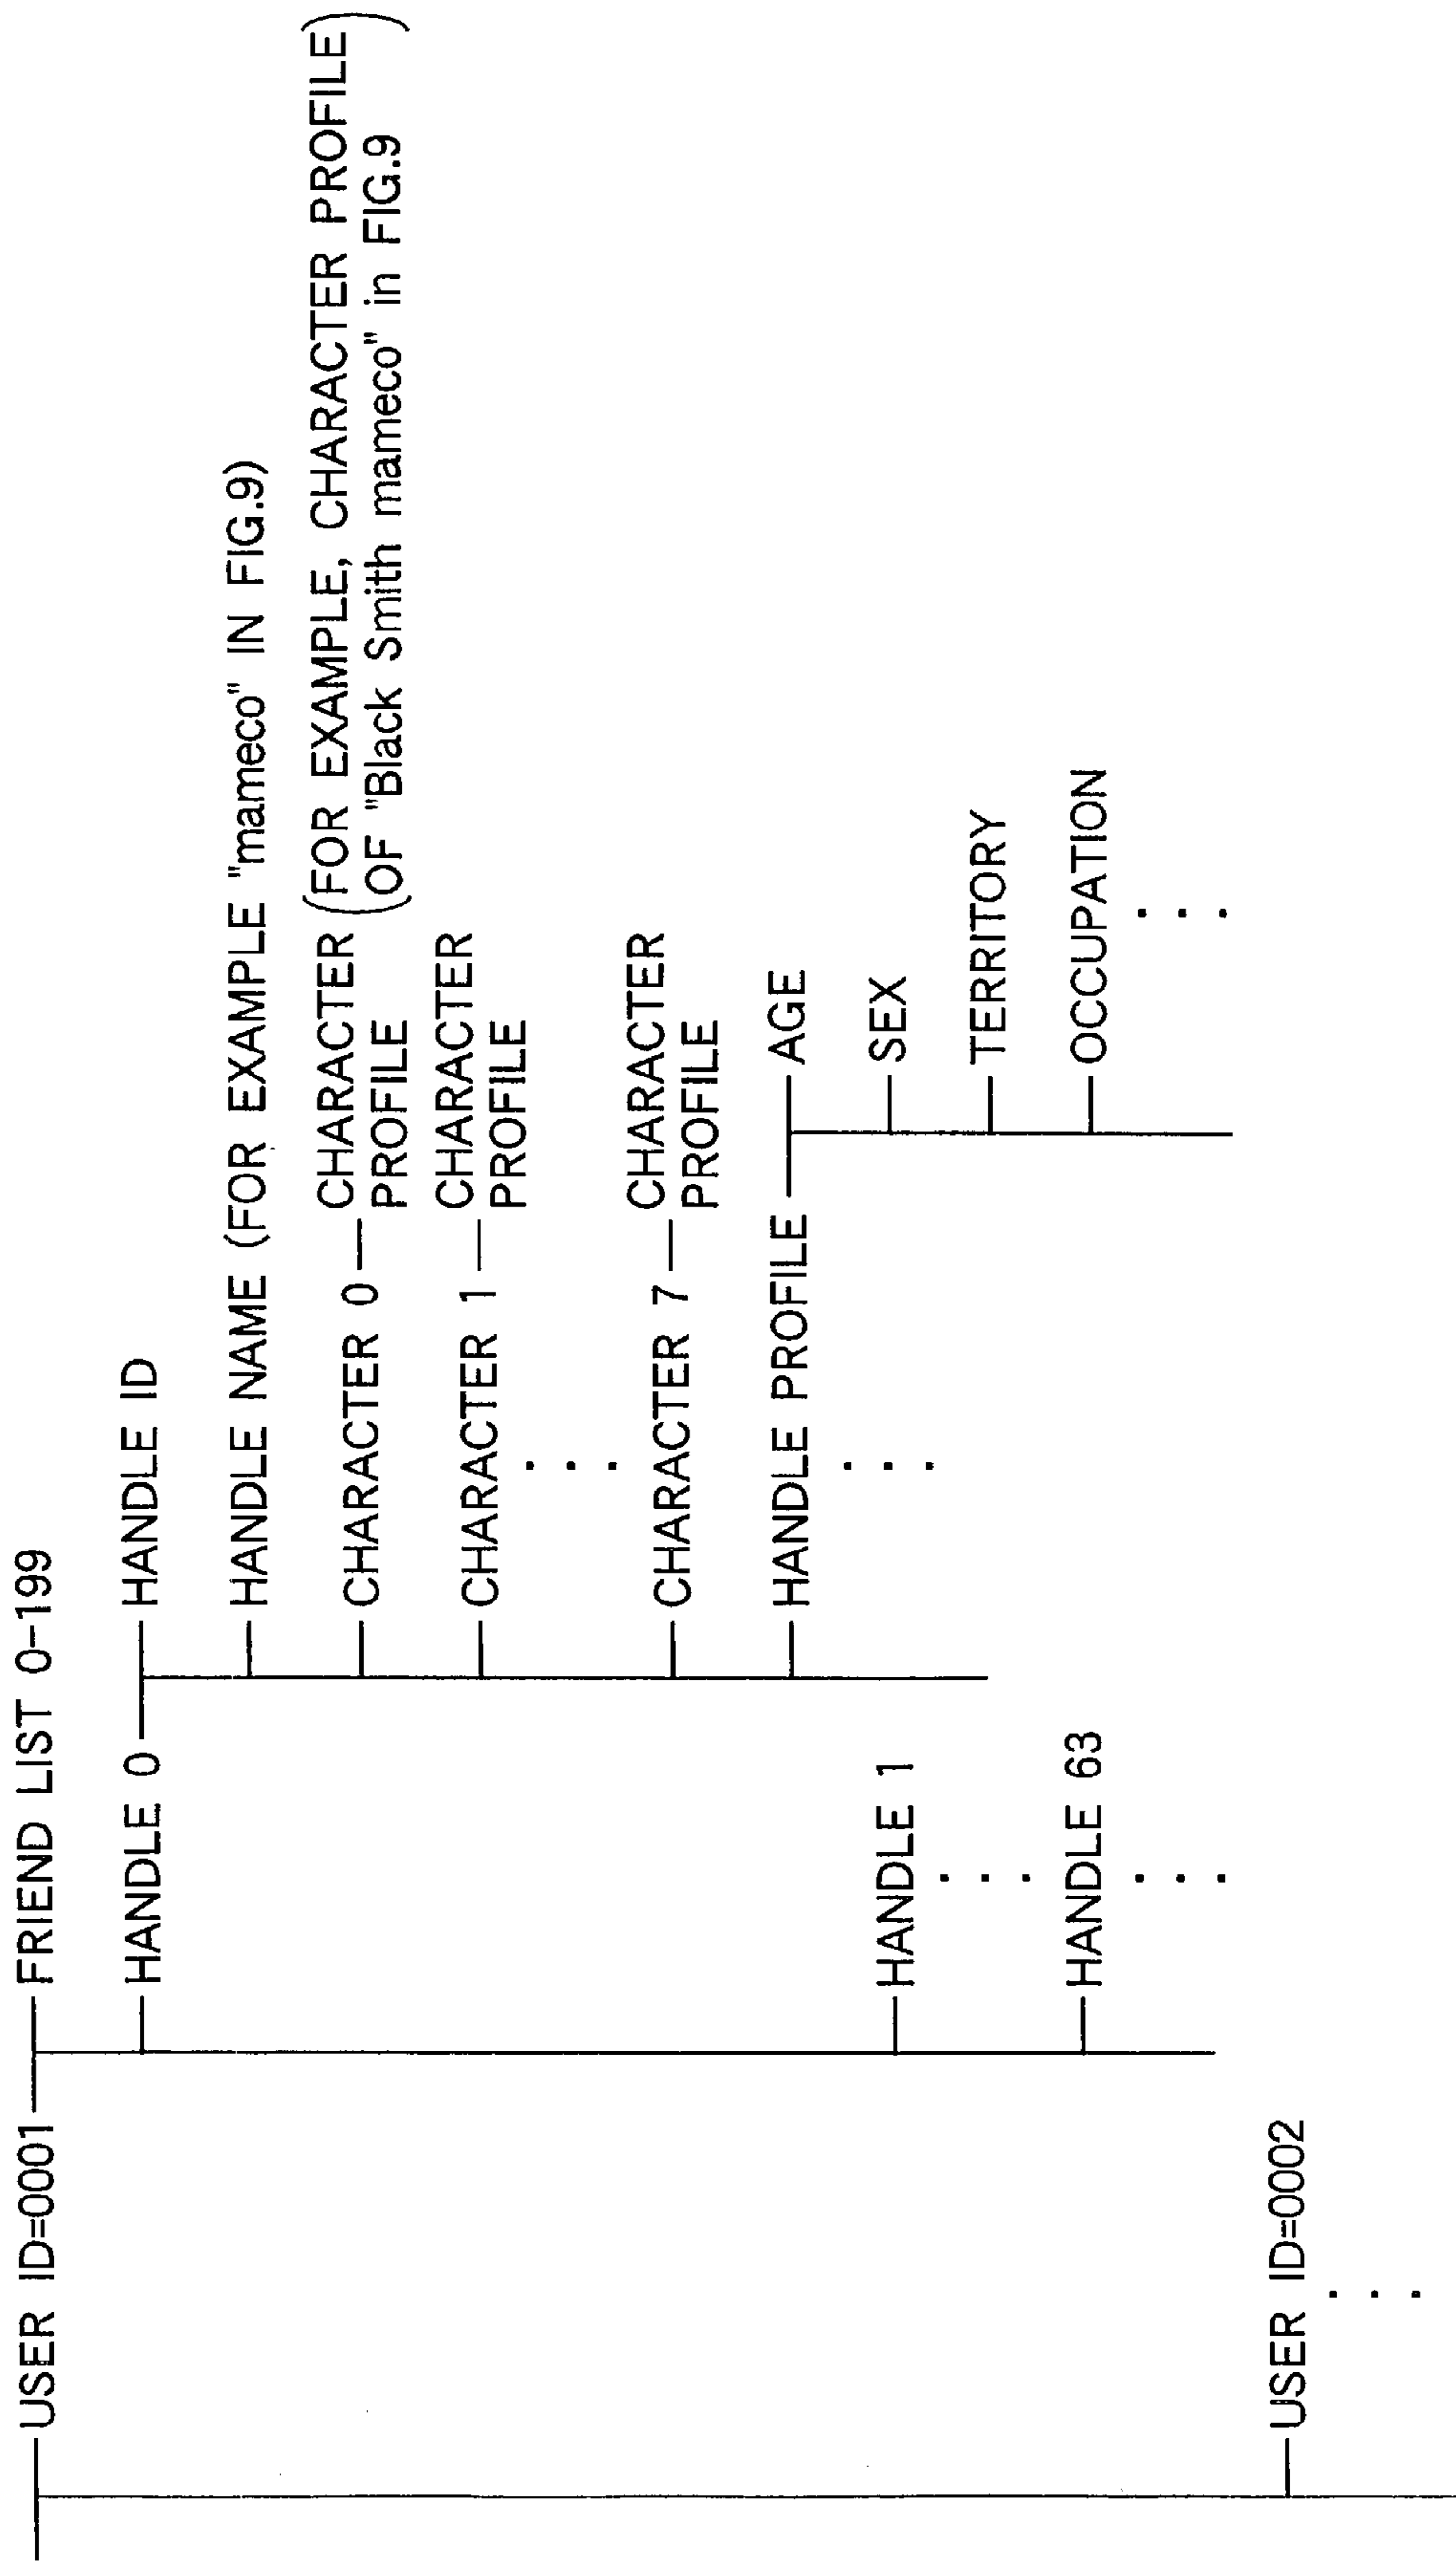 USER ID=0001 FRIEND LIST 0-199
HANDLE 0 HANDLE ID
HANDLE NAME (FOR EXAMPLE "mameco" IN FIG.9)
CHARACTER 0 CHARACTER PROFILE (FOR EXAMPLE, CHARACTER PROFILE
OF "Black Smith mameco" in FIG.9)
CHARACTER 1 CHARACTER
PROFILE
...
CHARACTER 7 CHARACTER
PROFILE
HANDLE PROFILE AGE
SEX
TERRITORY
OCCUPATION
...
...
HANDLE 1
...
HANDLE 63
...
USER ID=0002
...